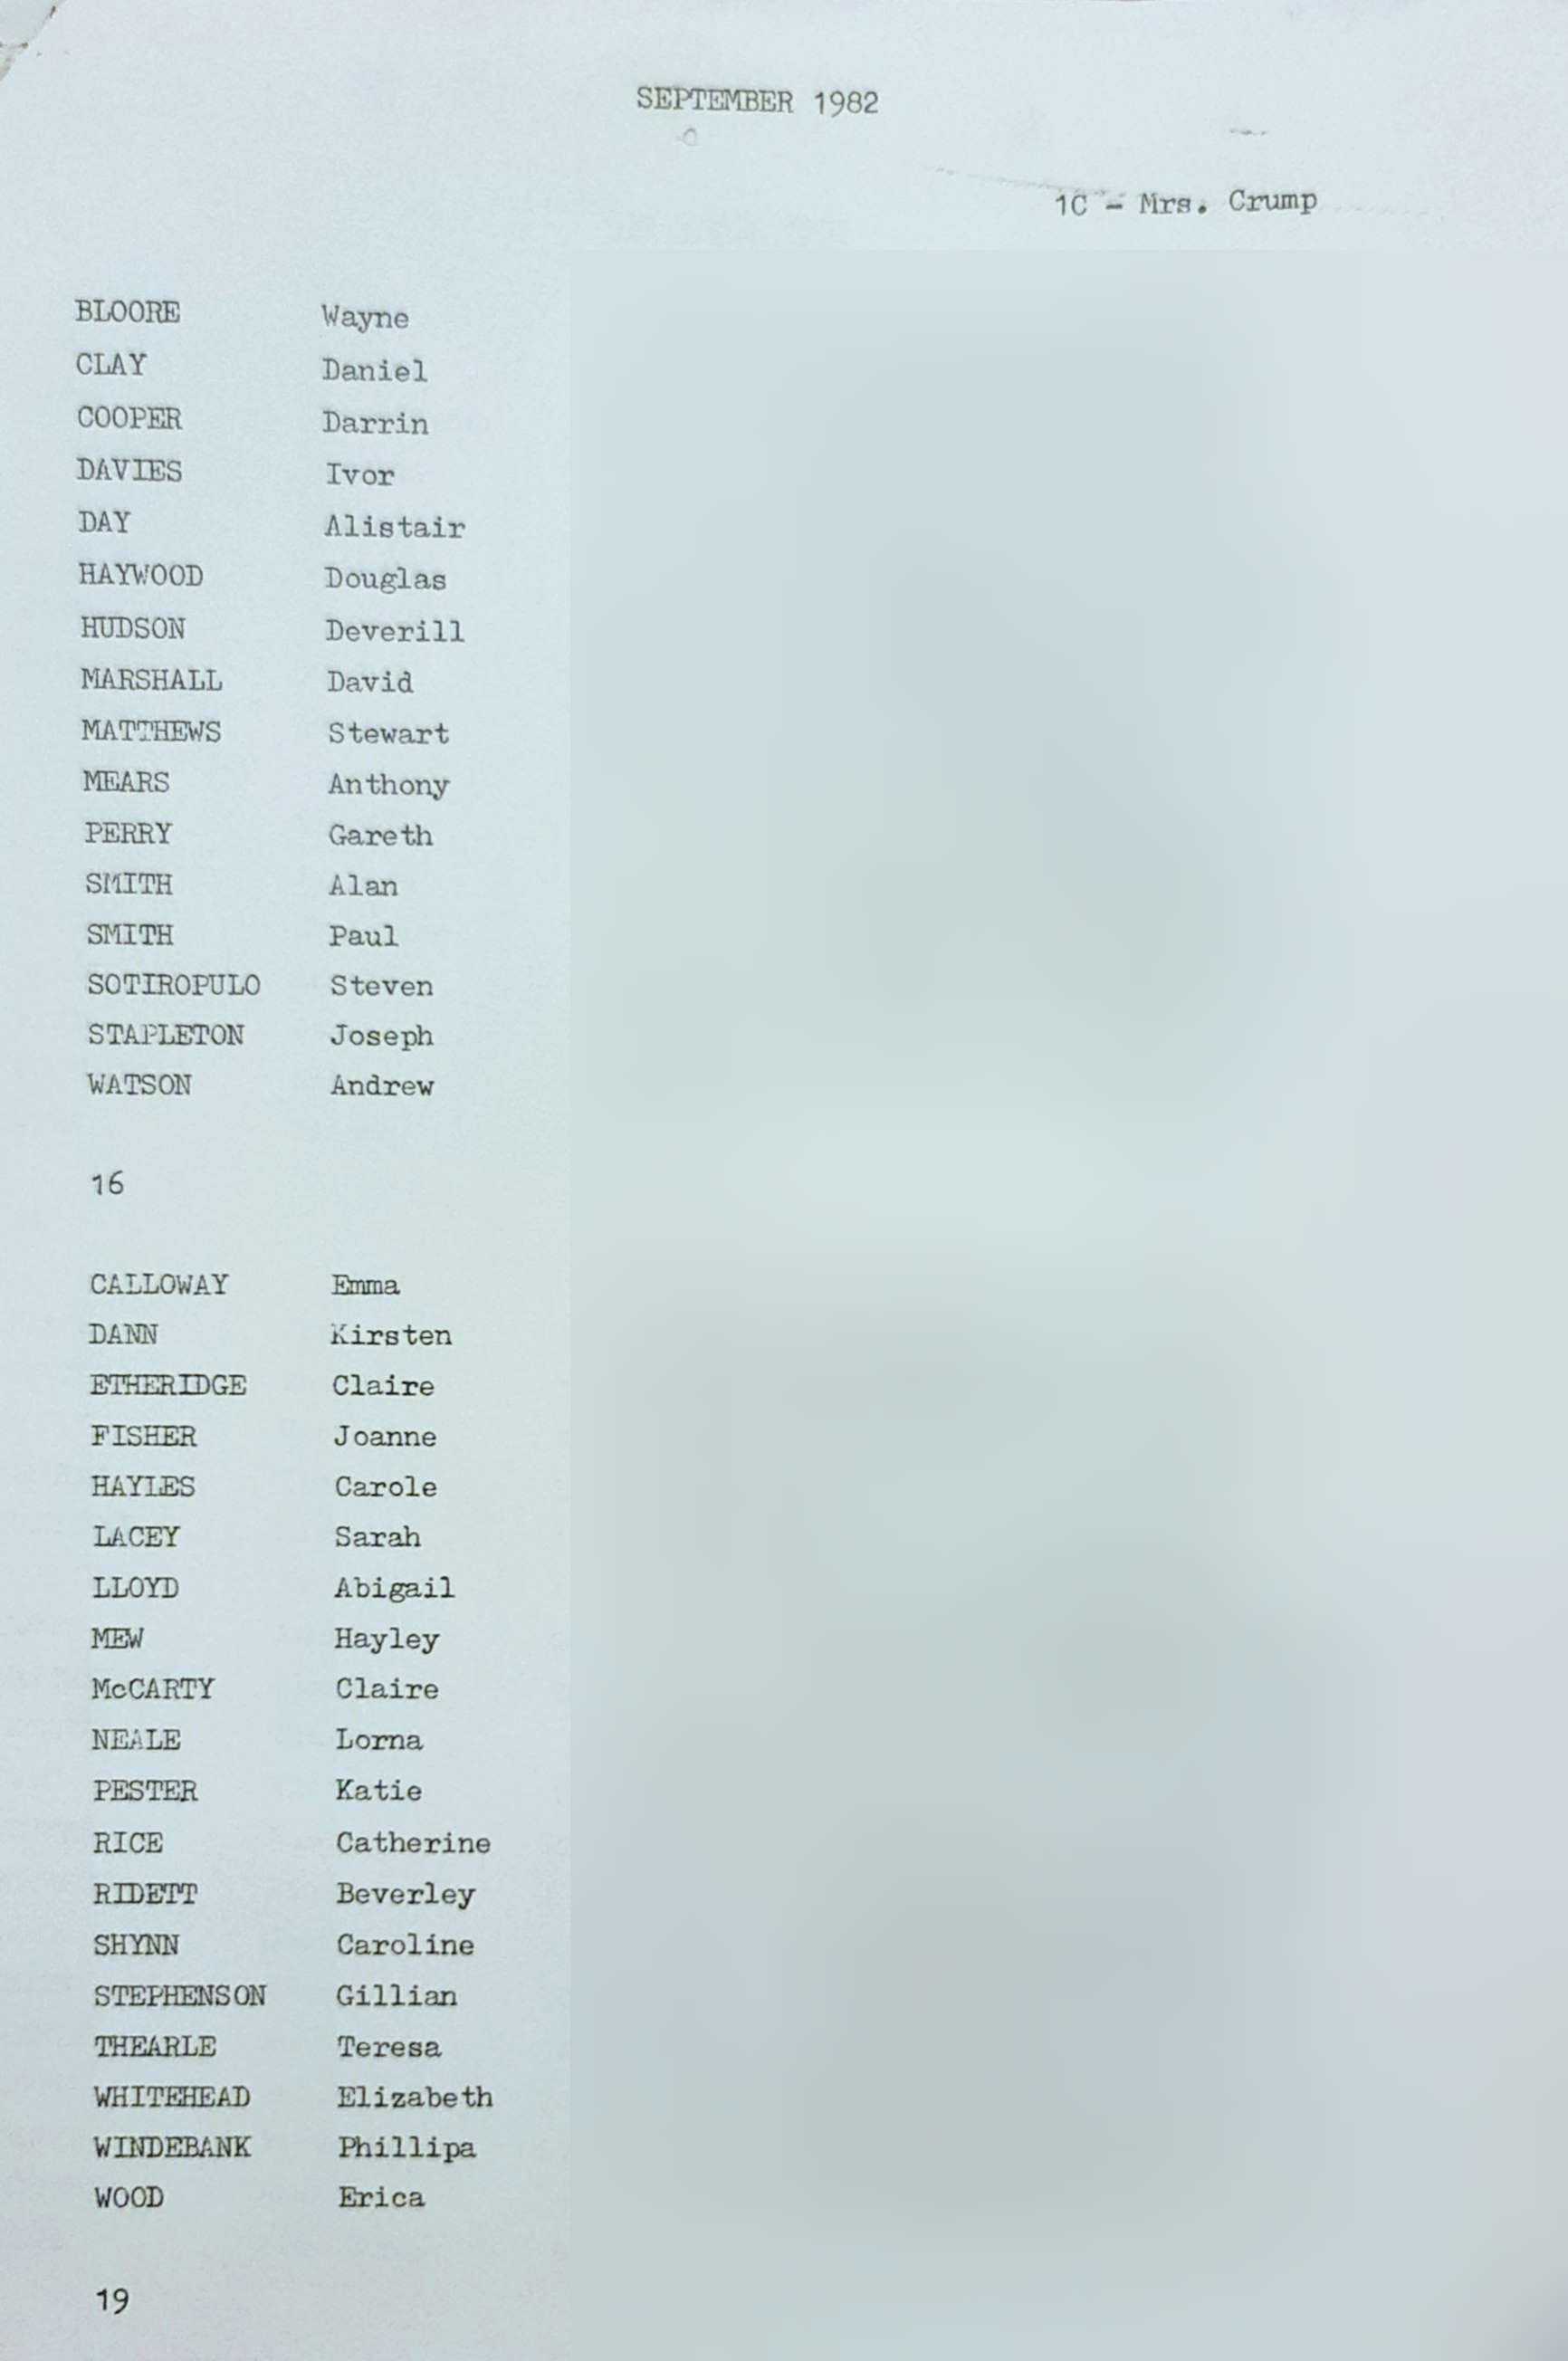 SEPTEMBER 1982
1C - Mrs. Crump
BLOORE Wayne
CLAY Daniel
COOPER Darrin
DAVIES Ivor
DAY Alistair
HAYWOOD Douglas
HUDSON Deverill
MARSHALL David
MATTHEWS Stewart
MEARS Anthony
PERRY Gareth
SMITH Alan
SMITH Paul
SOTIROPULO Steven
STAPLETON Joseph
WATSON Andrew
16
CALLOWAY Emma
DANN Kirsten
ETHERIDGE Claire
FISHER Joanne
HAYLES Carole
LACEY Sarah
LLOYD Abigail
MEW Hayley
McCARTY Claire
NEALE Lorna
PESTER Katie
RICE Catherine
RIDETT Beverley
SHYNN Caroline
STEPHENSON Gillian
THEARLE Teresa
WHITEHEAD Elizabeth
WINDEBANK Phillipa
WOOD Erica
19